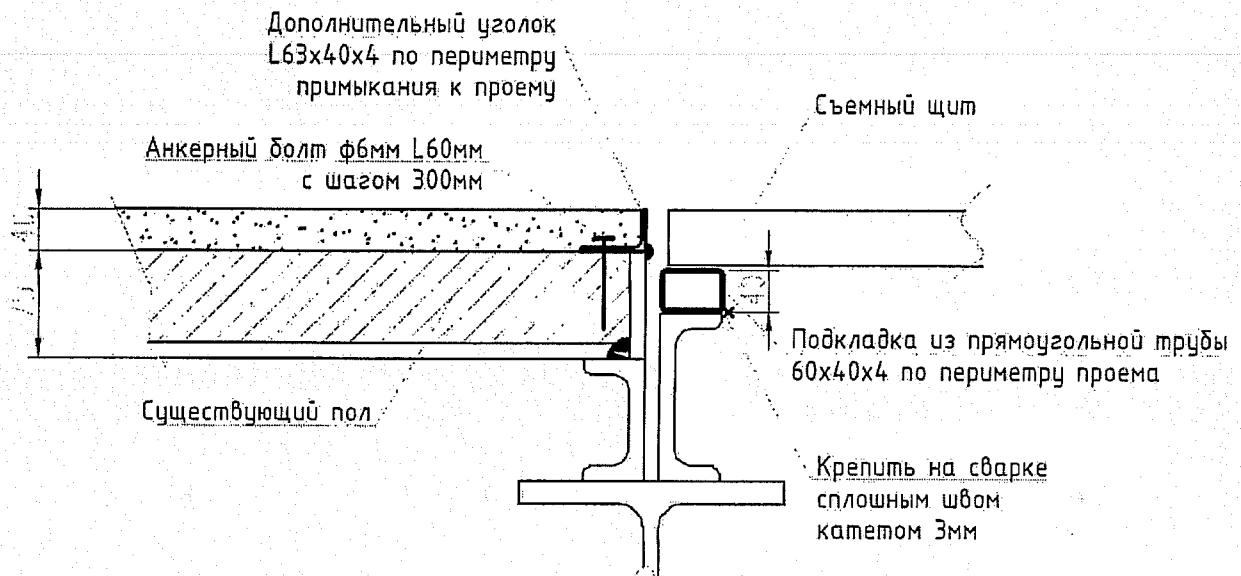 Дополнительный уголок
L63х40х4 по периметру
примыкания к проему
Съемный щит
Анкерный болт ф6мм L60мм
с шагом 300мм
40
Подкладка из прямоугольной трубы
60х40х4 по периметру проема
Существующий пол
Крепить на сварке
сплошным швом
катетом 3мм